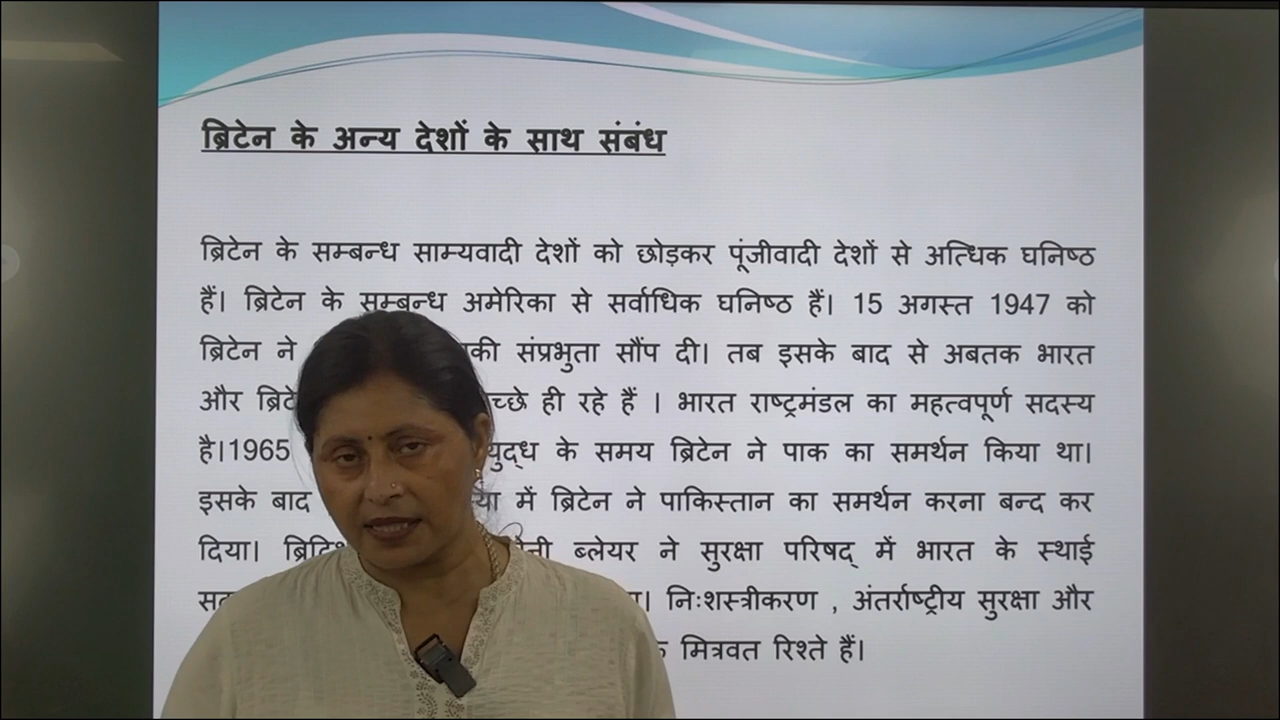 ब्रिटेन के अन्य देशों के साथ संबंध
ब्रिटेन के सम्बन्ध साम्यवादी देशों को छोड़कर पूंजीवादी देशों से अत्धिक घनिष्ठ
हैं। ब्रिटेन के सम्बन्ध अमेरिका से सर्वाधिक घनिष्ठ हैं। 15 अगस्त 1947 को
ब्रिटेन ने संप्रभुता सौंप दी। तब इसके बाद से अबतक भारत
और ही रहे हैं । भारत राष्ट्रमंडल का महत्वपूर्ण सदस्य
है।1965 युद्ध के समय ब्रिटेन ने पाक का समर्थन किया था।
इसके बाद में ब्रिटेन ने पाकिस्तान का समर्थन करना बन्द कर
दिया। ब्लेयर ने सुरक्षा परिषद् में भारत के स्थाई
निःशस्त्रीकरण , अंतर्राष्ट्रीय सुरक्षा और
मित्रवत रिश्ते हैं।